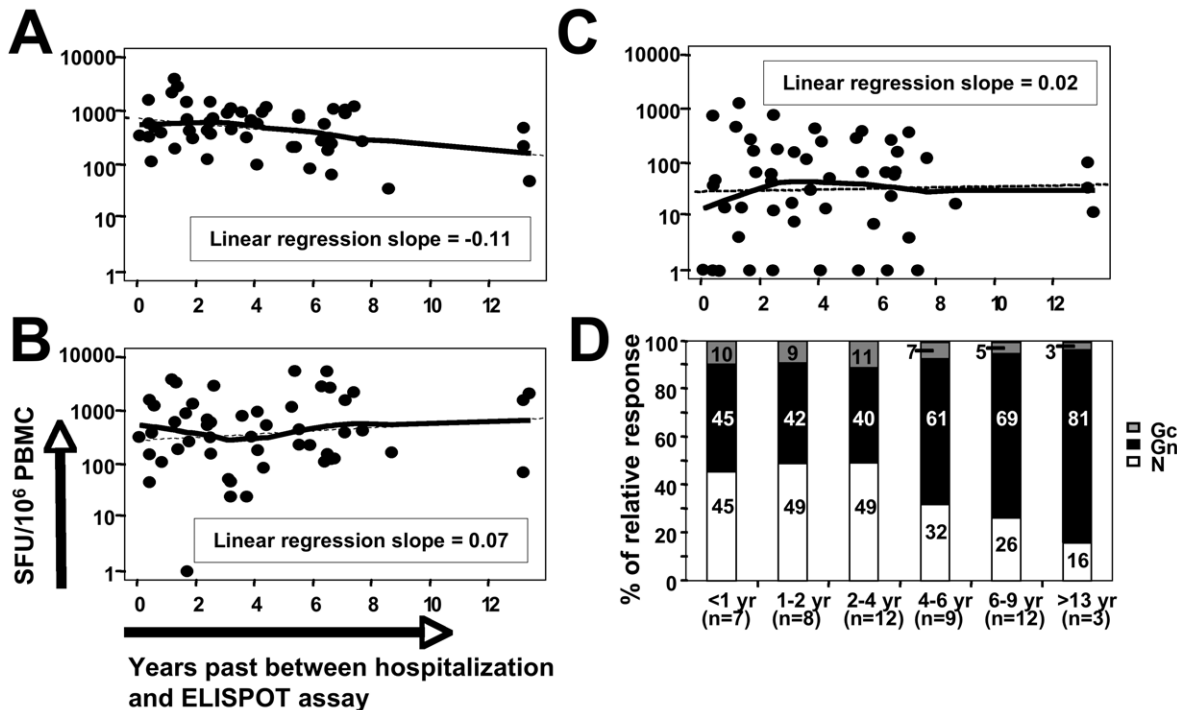 A
10000
1000
100
10
1
Linear regression slope = -0.11
0 2 4 6 8 10 12
B
10000
1000
100
10
1
Linear regression slope = 0.07
0 2 4 6 8 10 12
SFU/10⁶ PBMC
Years past between hospitalization
and ELISPOT assay
C
10000
1000
100
10
1
Linear regression slope = 0.02
0 2 4 6 8 10 12
D
% of relative response
100
80
60
40
20
0
10 9 11 7 5 3
45 42 40 61 69 81
45 49 49 32 26 16
<1 yr 1-2 yr 2-4 yr 4-6 yr 6-9 yr >13 yr
(n=7) (n=8) (n=12) (n=9) (n=12) (n=3)
Gc
Gn
N